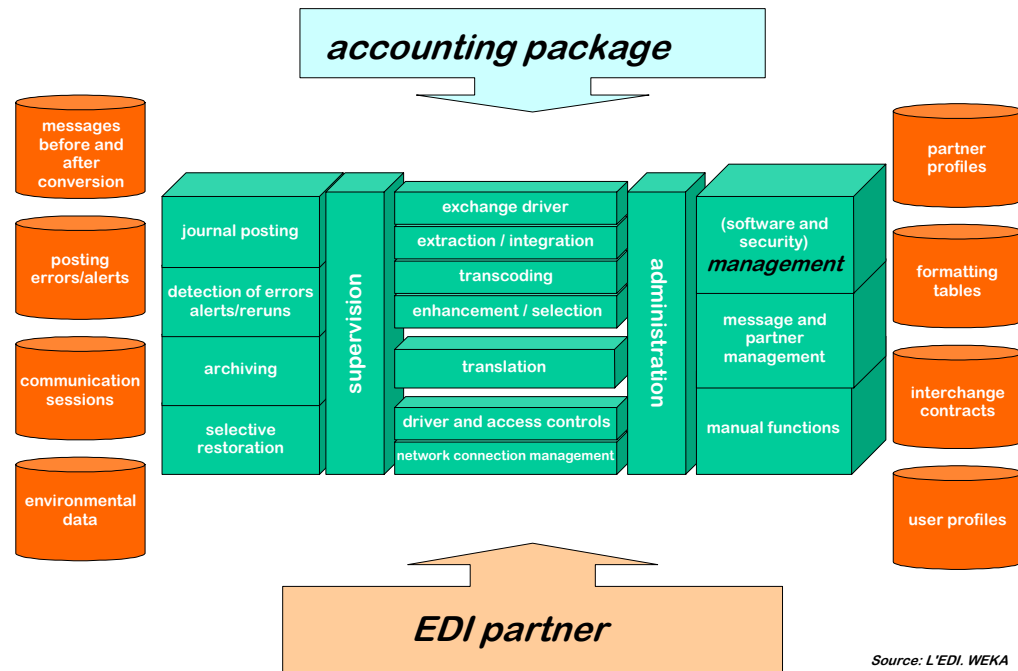 accounting package
messages
before and
after
conversion
posting
errors/alerts
communication
sessions
environmental
data
journal posting
detection of errors
alerts/reruns
archiving
selective
restoration
supervision
exchange driver
extraction / integration
transcoding
enhancement / selection
translation
driver and access controls
network connection management
administration
(software and
security)
management
message and
partner
management
manual functions
partner
profiles
formatting
tables
interchange
contracts
user profiles
EDI partner
Source: L'EDI. WEKA